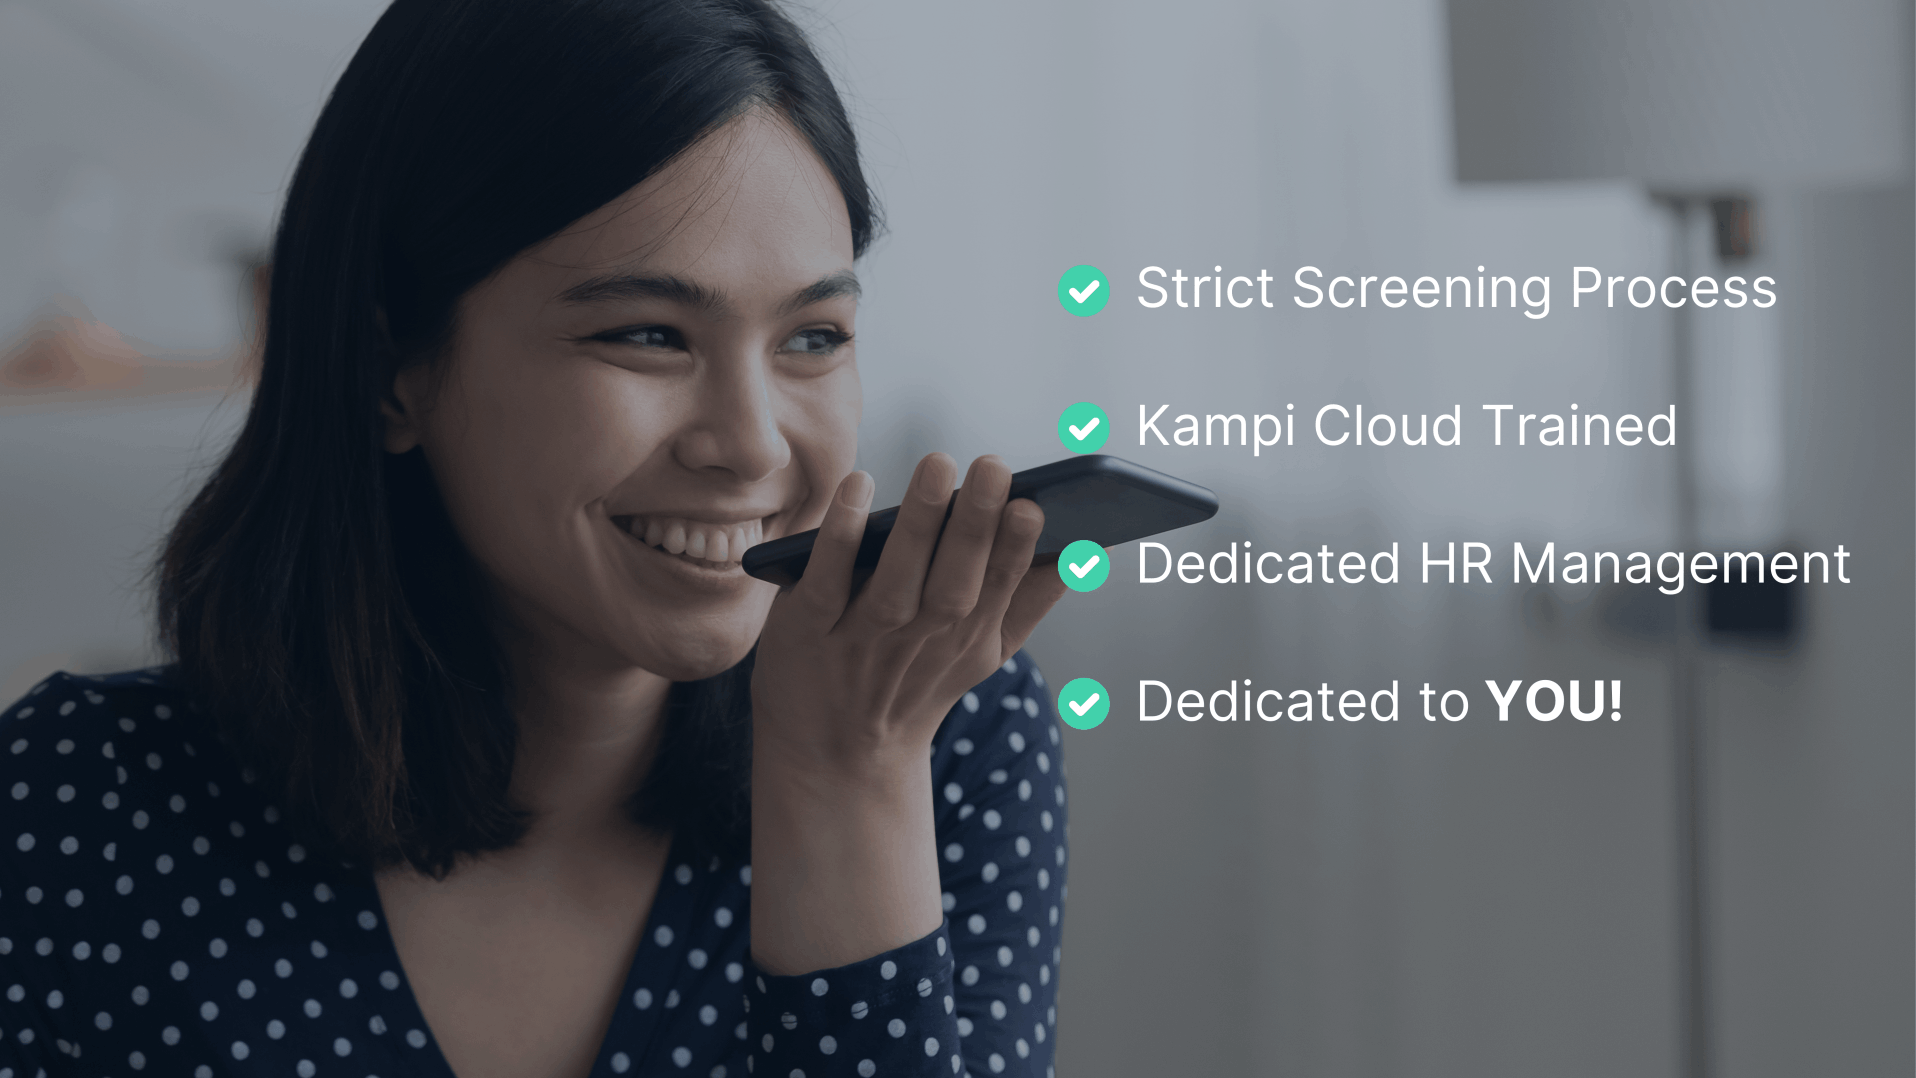 Strict Screening Process
Kampi Cloud Trained
Dedicated HR Management
Dedicated to YOU!